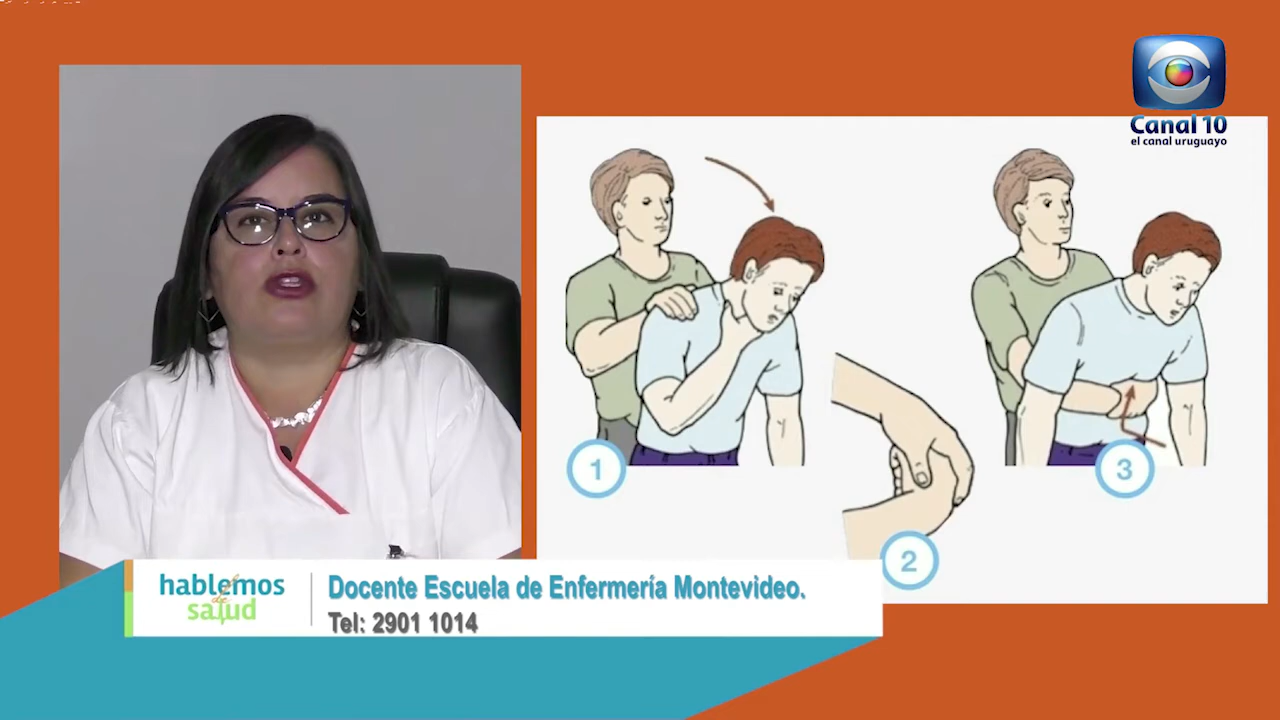 Canal 10
el canal uruguayo
1
2
3
hablemos
de
salud
Docente Escuela de Enfermería Montevideo.
Tel: 2901 1014